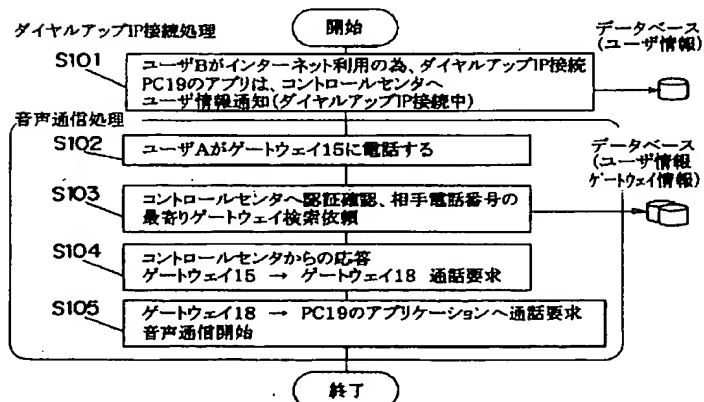 ダイヤルアップIP接続処理
開始
データベース
(ユーザ情報)
S101
ユーザBがインターネット利用の為、ダイヤルアップIP接続
PC19のアプリは、コントロールセンタへ
ユーザ情報通知(ダイヤルアップIP接続中)
音声通信処理
S102
ユーザAがゲートウェイ15に電話する
データベース
(ユーザ情報
ゲートウェイ情報)
S103
コントロールセンタへ認証確認、相手電話番号の
最寄りゲートウェイ検索依頼
S104
コントロールセンタからの応答
ゲートウェイ15 → ゲートウェイ18 通話要求
S105
ゲートウェイ18 → PC19のアプリケーションへ通話要求
音声通信開始
終了